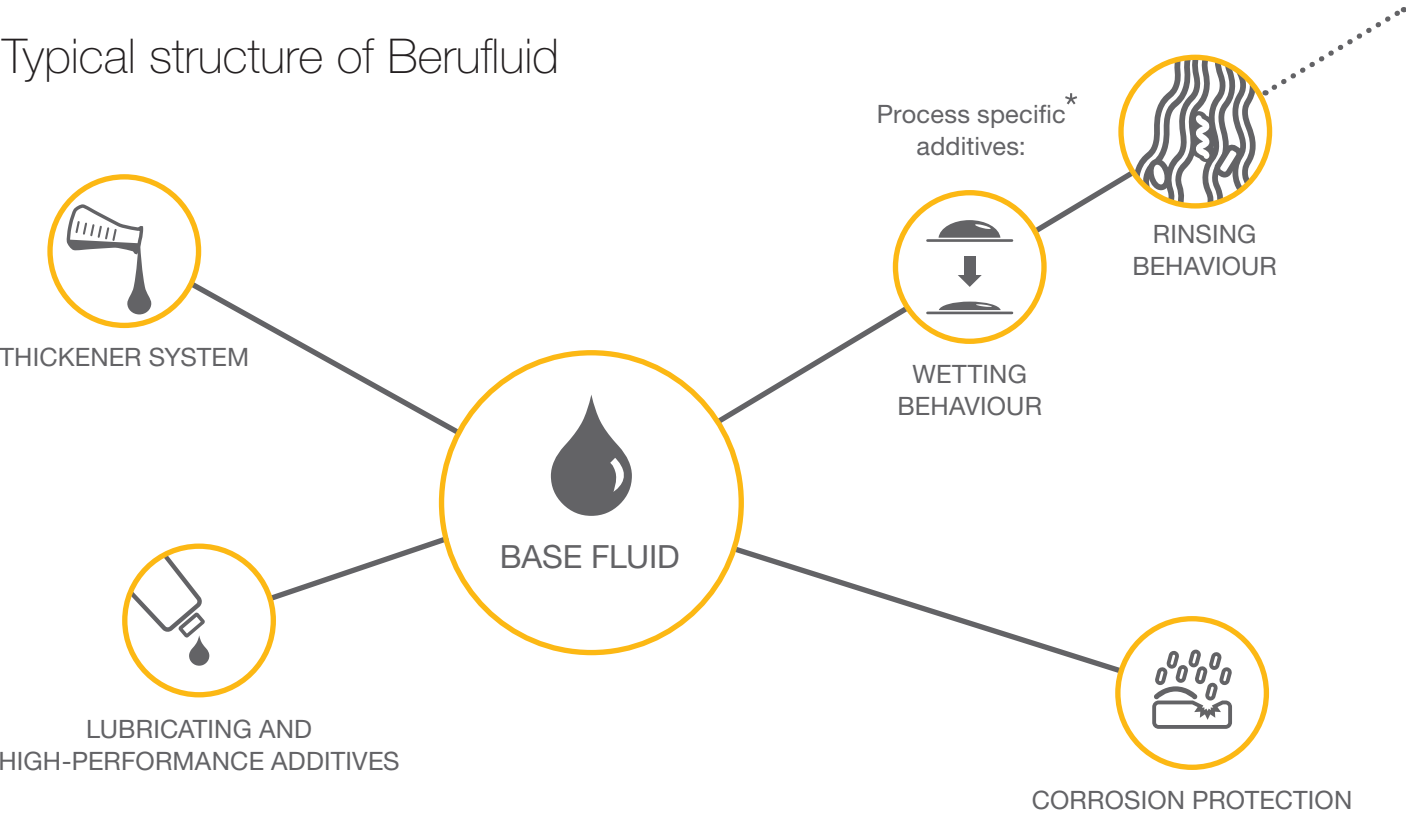 Typical structure of Berufluid
Process specific*
additives:
RINSING
BEHAVIOUR
THICKENER SYSTEM
WETTING
BEHAVIOUR
BASE FLUID
LUBRICATING AND
HIGH-PERFORMANCE ADDITIVES
CORROSION PROTECTION